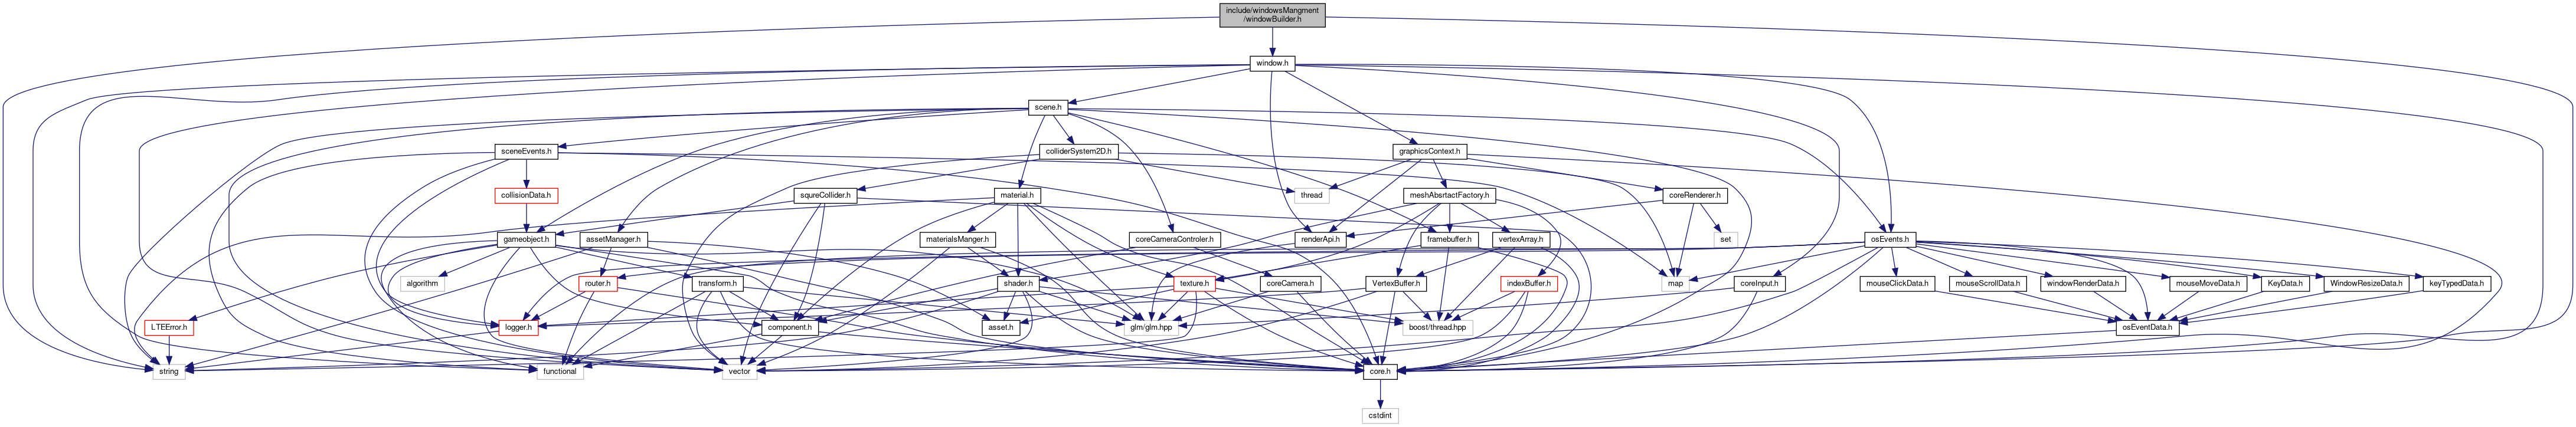 include/windowsMangment
/windowBuilder.h
window.h
scene.h
sceneEvents.h
colliderSystem2D.h
graphicsContext.h
collisionData.h
squreCollider.h
material.h
thread
meshAbsrtactFactory.h
coreRenderer.h
gameobject.h
assetManager.h
materialsManger.h
coreCameraControler.h
renderApi.h
framebuffer.h
vertexArray.h
set
osEvents.h
algorithm
router.h
transform.h
shader.h
texture.h
coreCamera.h
VertexBuffer.h
indexBuffer.h
map
coreInput.h
mouseClickData.h
mouseScrollData.h
windowRenderData.h
mouseMoveData.h
KeyData.h
WindowResizeData.h
keyTypedData.h
LTEError.h
logger.h
component.h
asset.h
glm/glm.hpp
boost/thread.hpp
osEventData.h
string
functional
vector
core.h
cstdint